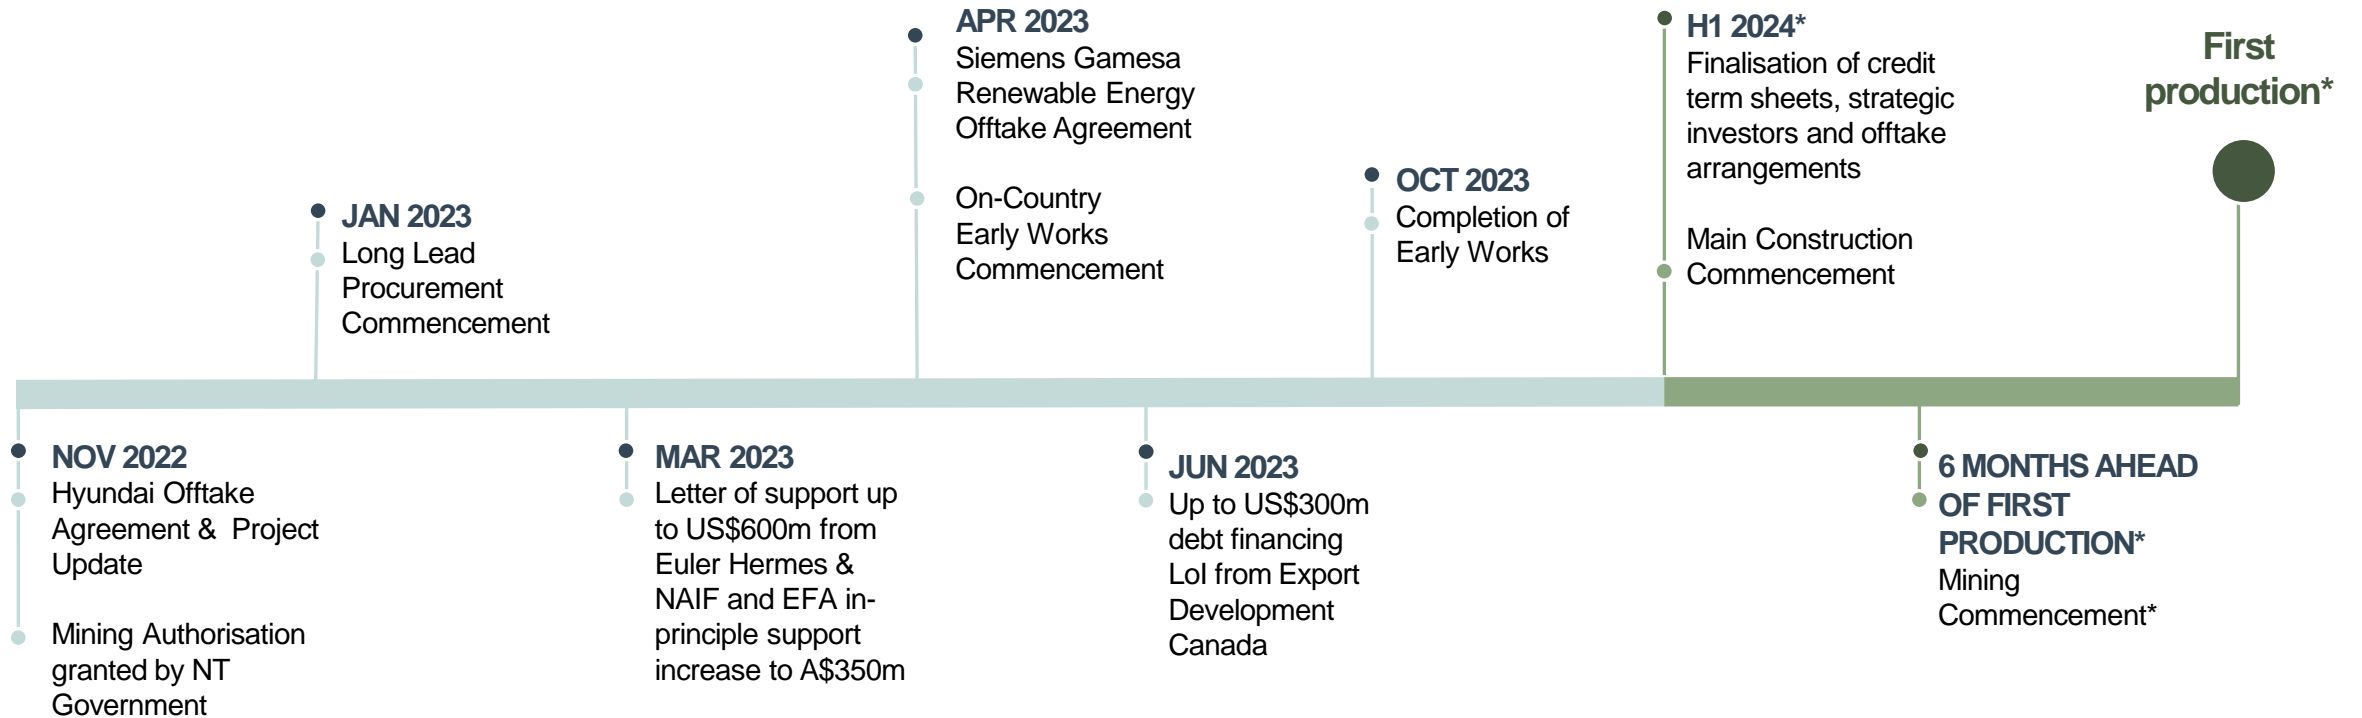 APR 2023
Siemens Gamesa
Renewable Energy
Offtake Agreement
On-Country
Early Works
Commencement
H1 2024*
Finalisation of credit
term sheets, strategic
investors and offtake
arrangements
Main Construction
Commencement
First
production*
JAN 2023
Long Lead
Procurement
Commencement
OCT 2023
Completion of
Early Works
NOV 2022
Hyundai Offtake
Agreement & Project
Update
Mining Authorisation
granted by NT
Government
MAR 2023
Letter of support up
to US$600m from
Euler Hermes &
NAIF and EFA in-
principle support
increase to A$350m
JUN 2023
Up to US$300m
debt financing
LoI from Export
Development
Canada
6 MONTHS AHEAD
OF FIRST
PRODUCTION*
Mining
Commencement*